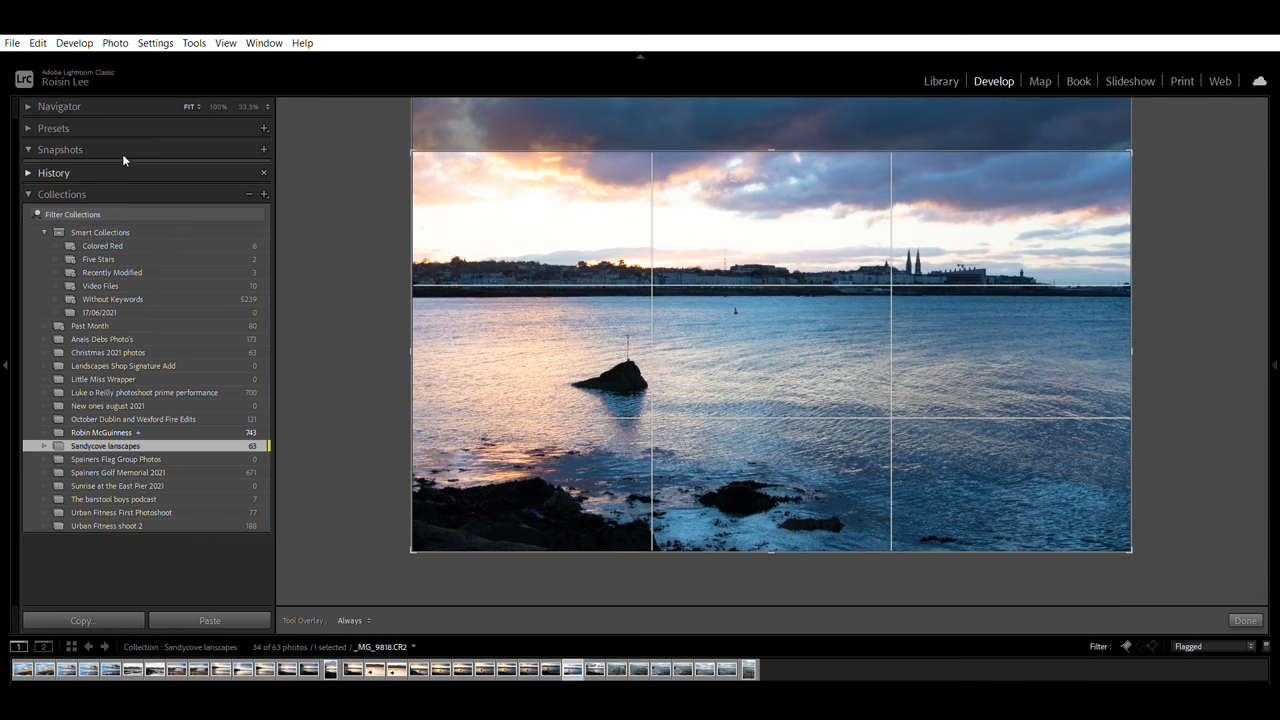 File Edit Develop Photo Settings Tools View Window Help
Lrc Adobe Lightroom Classic
Roisin Lee
Library Develop Map Book Slideshow Print Web
Navigator FIT 100% 33.3%
Presets
Snapshots
History
Collections
Filter Collections
Smart Collections
Colored Red 6
Five Stars 2
Recently Modified 3
Video Files 10
Without Keywords 5239
17/06/2021 0
Past Month 80
Anais Debs Photo's 173
Christmas 2021 photos 63
Landscapes Shop Signature Add 0
Little Miss Wrapper 0
Luke o Reilly photoshoot prime performance 700
New ones august 2021 0
October Dublin and Wexford Fire Edits 121
Robin McGuinness + 743
Sandycove lanscapes 63
Spainers Flag Group Photos 0
Spainers Golf Memorial 2021 671
Sunrise at the East Pier 2021 0
The barstool boys podcast 7
Urban Fitness First Photoshoot 77
Urban Fitness shoot 2 188
Copy... Paste Tool Overlay : Always Done
1 2 Collection : Sandycove lanscapes 34 of 63 photos /1 selected / _MG_9818.CR2 Filter : Flagged